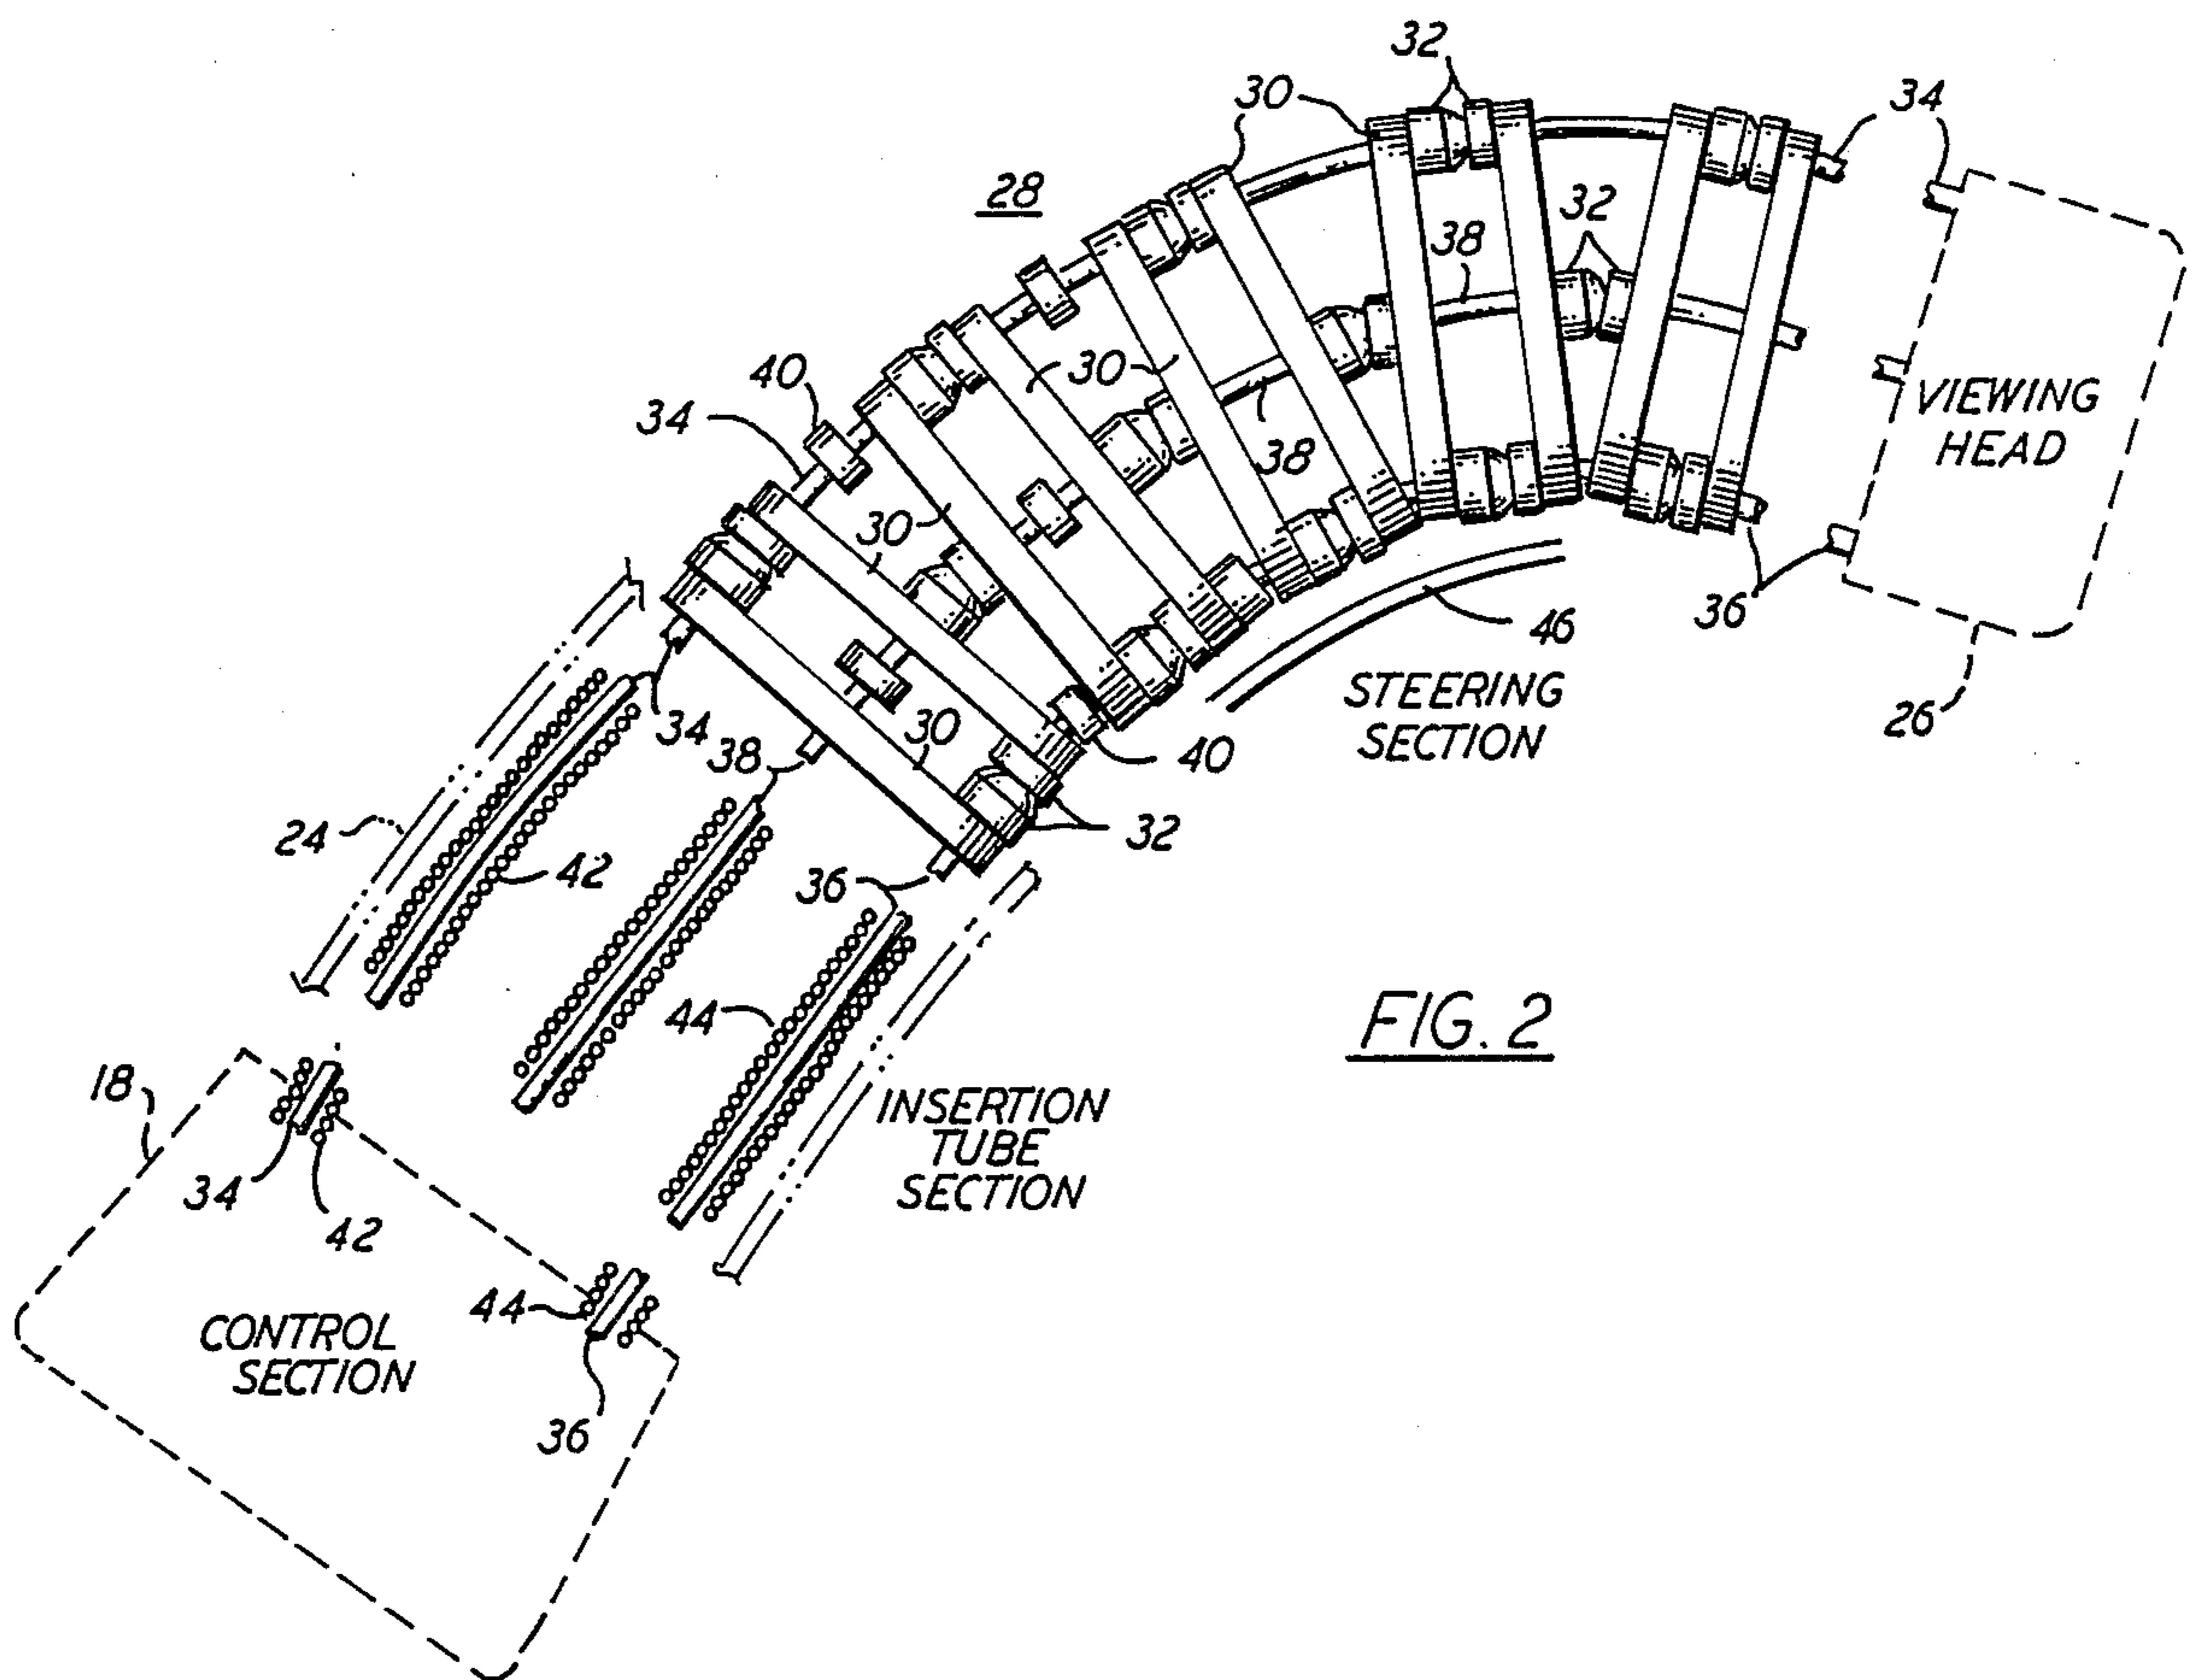 32
30
34
28
32
38
30
40
34
38
VIEWING
HEAD
30
30
36
46
STEERING
SECTION
26
34
38
30
40
24
42
32
36
44
FIG. 2
18
INSERTION
TUBE
SECTION
34
42
44
CONTROL
SECTION
36